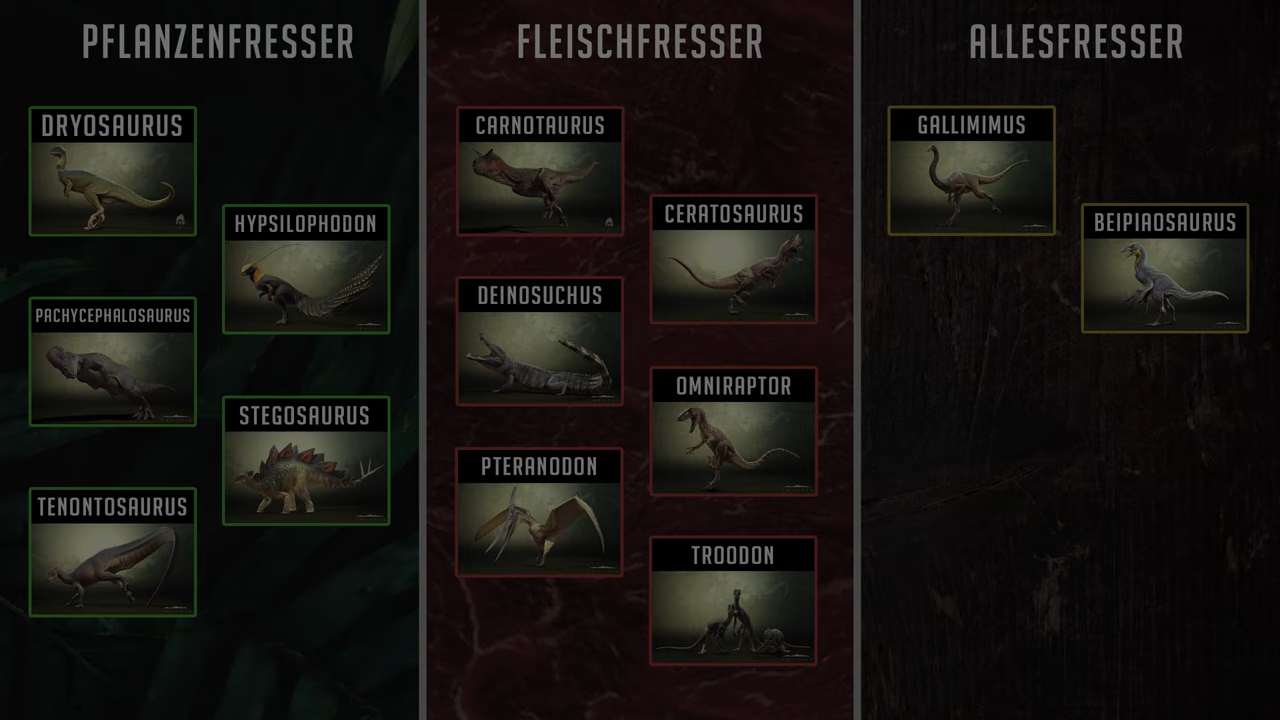 PFLANZENFRESSER
DRYOSAURUS
HYPSILOPHODON
PACHYCEPHALOSAURUS
STEGOSAURUS
TENONTOSAURUS
FLEISCHFRESSER
CARNOTAURUS
CERATOSAURUS
DEINOSUCHUS
OMNIRAPTOR
PTERANODON
TROODON
ALLESFRESSER
GALLIMIMUS
BEIPIAOSAURUS